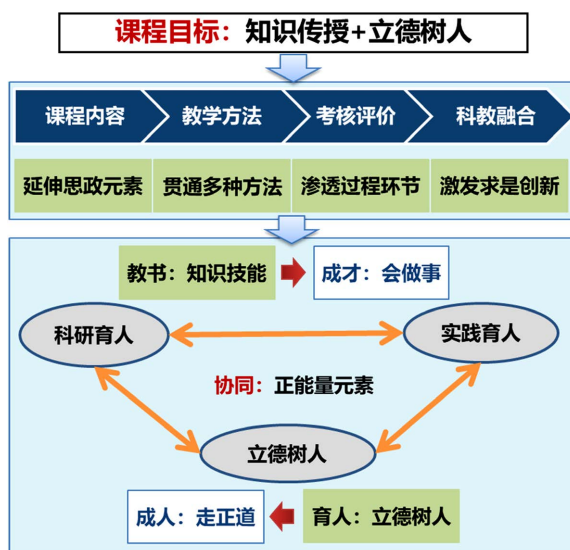 课程目标：知识传授+立德树人
课程内容 教学方法 考核评价 科教融合
延伸思政元素 贯通多种方法 渗透过程环节 激发求是创新
教书：知识技能 成才：会做事
科研育人 实践育人
协同：正能量元素
立德树人
成人：走正道 育人：立德树人